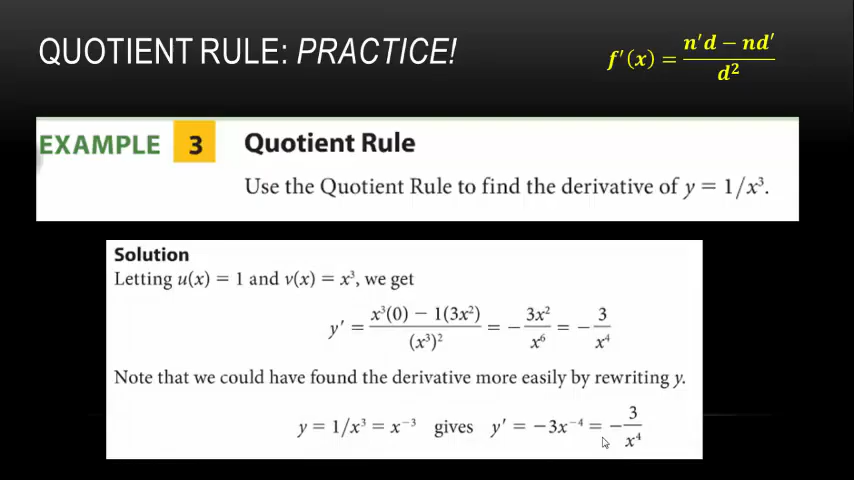 QUOTIENT RULE: PRACTICE!
f′(x) = (n′d − nd′)/d²
EXAMPLE 3 Quotient Rule
Use the Quotient Rule to find the derivative of y = 1/x³.
Solution
Letting u(x) = 1 and v(x) = x³, we get
y′ = (x³(0) − 1(3x²))/(x³)² = −3x²/x⁶ = −3/x⁴
Note that we could have found the derivative more easily by rewriting y.
y = 1/x³ = x⁻³ gives y′ = −3x⁻⁴ = −3/x⁴